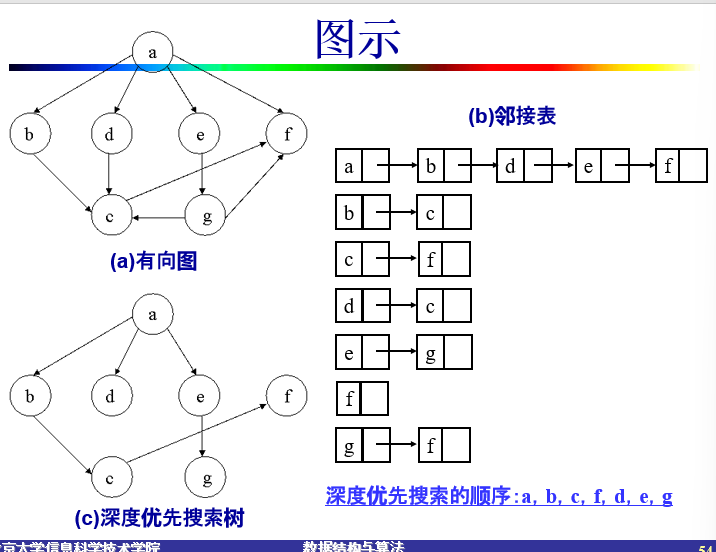 图示
a
b d e f
c g
(a)有向图
(b)邻接表
a b d e f
b c
c f
d c
e g
f
g f
a
b d e f
c g
(c)深度优先搜索树
深度优先搜索的顺序:a, b, c, f, d, e, g
京大学信息科学技术学院
数据结构与算法
54